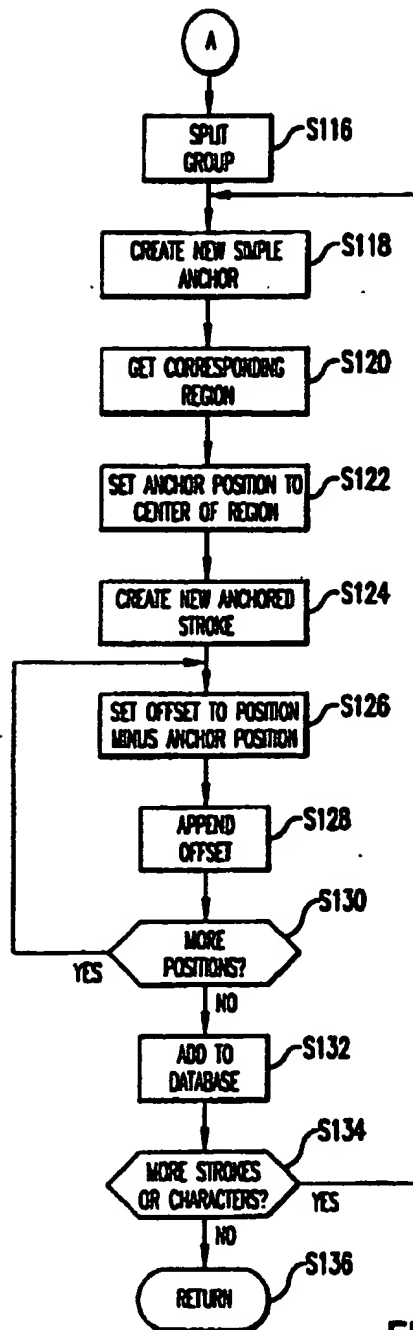 A
SPLIT
GROUP
S116
CREATE NEW SIMPLE
ANCHOR
S118
GET CORRESPONDING
REGION
S120
SET ANCHOR POSITION TO
CENTER OF REGION
S122
CREATE NEW ANCHORED
STROKE
S124
SET OFFSET TO POSITION
MINUS ANCHOR POSITION
S126
APPEND
OFFSET
S128
MORE
POSITIONS?
S130
YES
NO
ADD TO
DATABASE
S132
MORE STROKES
OR CHARACTERS?
S134
YES
NO
RETURN
S136